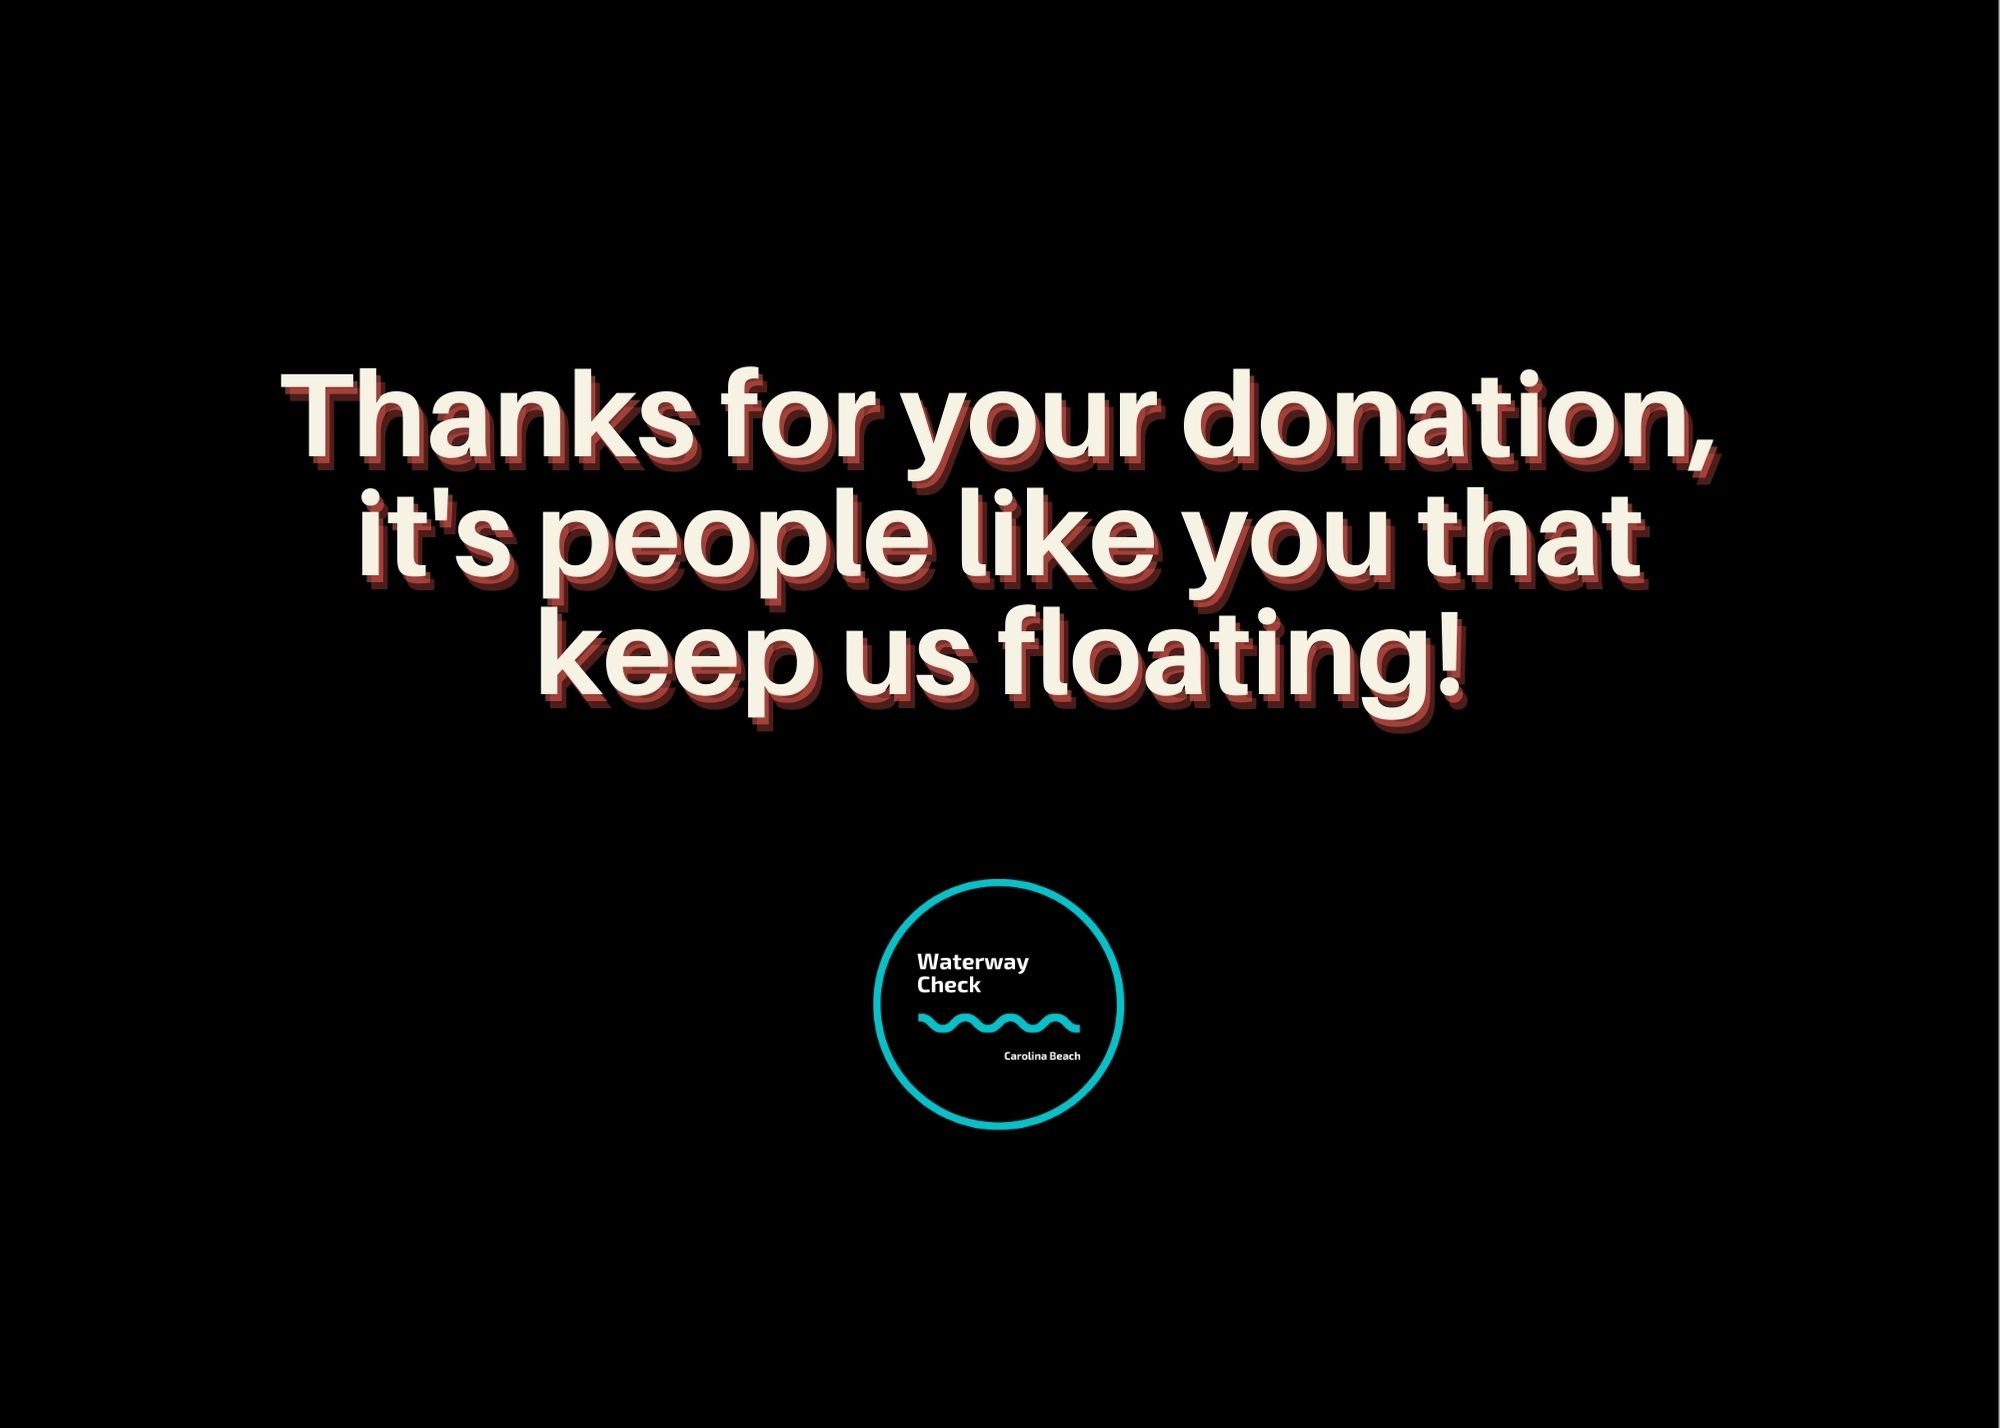 Thanks for your donation,
it's people like you that
keep us floating!
Waterway
Check
Carolina Beach